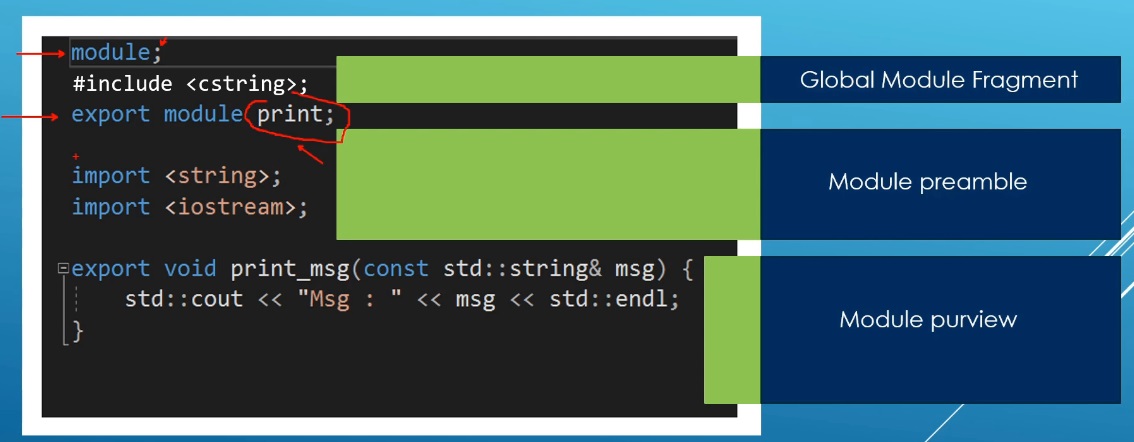 module;
#include <cstring>;
export module print;
import <string>;
import <iostream>;
export void print_msg(const std::string& msg) {
std::cout << "Msg : " << msg << std::endl;
}
Global Module Fragment
Module preamble
Module purview